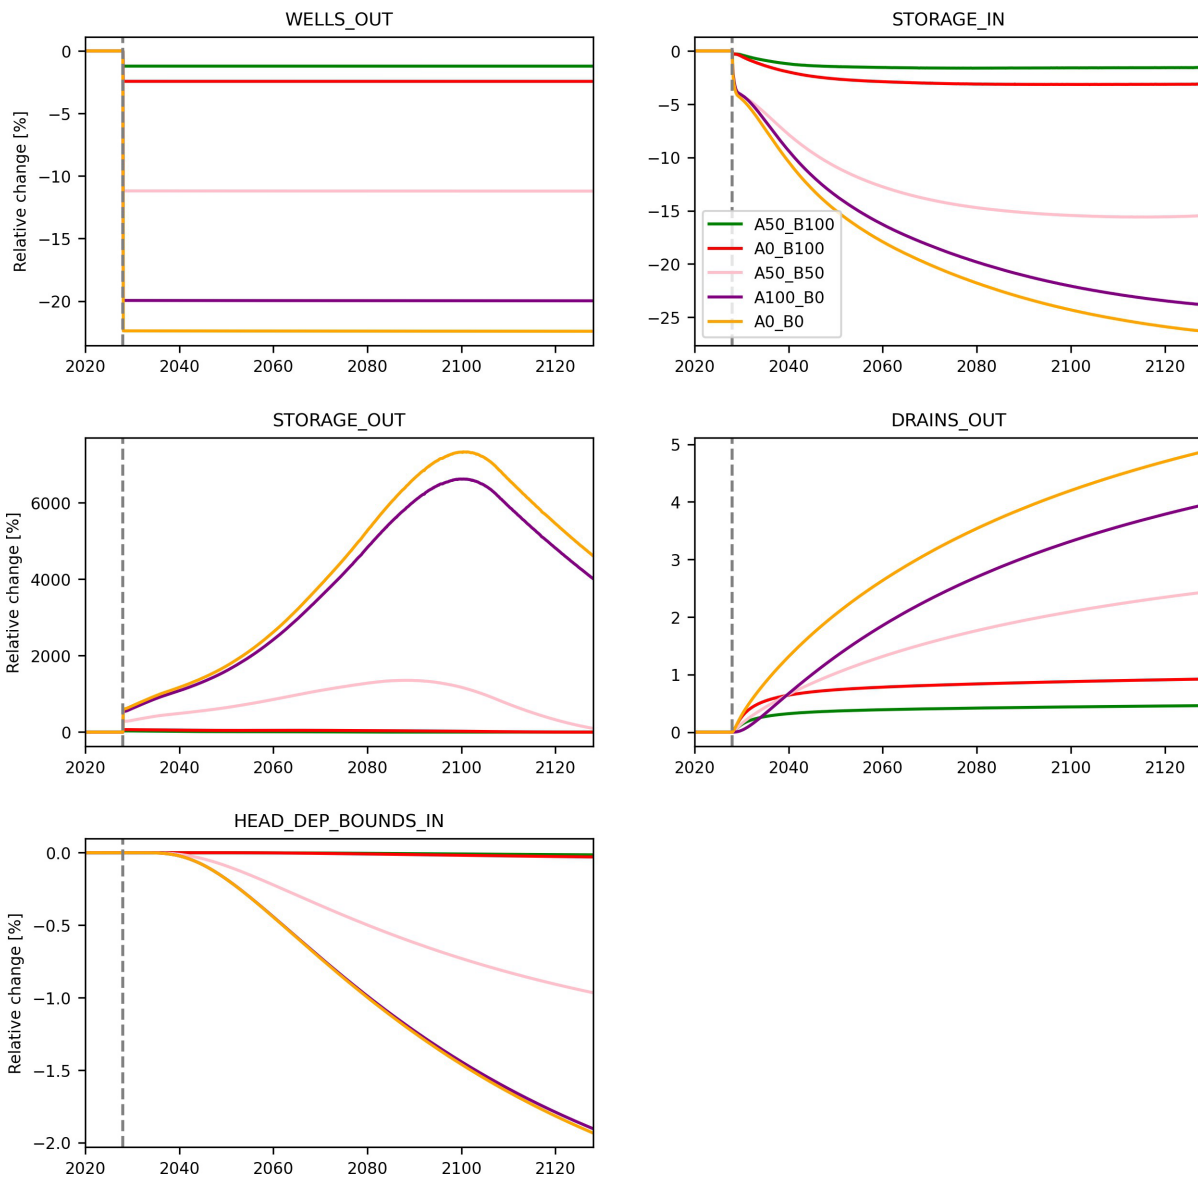 WELLS_OUT
Relative change [%]
0
−5
−10
−15
−20
2020 2040 2060 2080 2100 2120
STORAGE_IN
0
−5
−10
−15
−20
−25
A50_B100
A0_B100
A50_B50
A100_B0
A0_B0
2020 2040 2060 2080 2100 2120
STORAGE_OUT
Relative change [%]
6000
4000
2000
0
2020 2040 2060 2080 2100 2120
DRAINS_OUT
5
4
3
2
1
0
2020 2040 2060 2080 2100 2120
HEAD_DEP_BOUNDS_IN
Relative change [%]
0.0
−0.5
−1.0
−1.5
−2.0
2020 2040 2060 2080 2100 2120